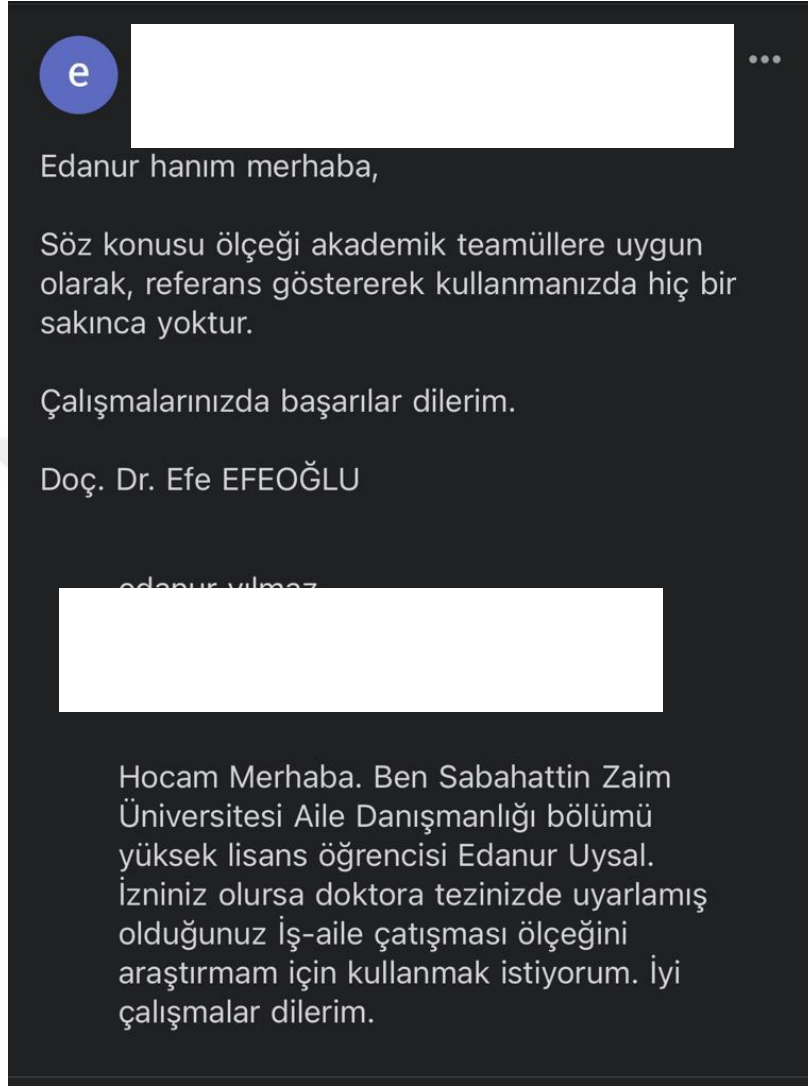 e
Edanur hanım merhaba,
Söz konusu ölçeği akademik teamüllere uygun
olarak, referans göstererek kullanmanızda hiç bir
sakınca yoktur.
Çalışmalarınızda başarılar dilerim.
Doç. Dr. Efe EFEOĞLU
edanur yılmaz
Hocam Merhaba. Ben Sabahattin Zaim
Üniversitesi Aile Danışmanlığı bölümü
yüksek lisans öğrencisi Edanur Uysal.
İzniniz olursa doktora tezinizde uyarlamış
olduğunuz İş-aile çatışması ölçeğini
araştırmam için kullanmak istiyorum. İyi
çalışmalar dilerim.